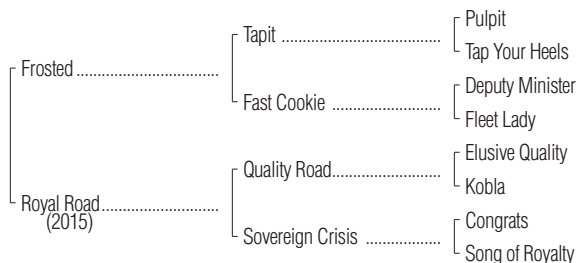 Pulpit
Tapit ........................................
Tap Your Heels
Frosted ....................................
Deputy Minister
Fast Cookie ............................
Fleet Lady
Elusive Quality
Quality Road............................
Kobla
Royal Road..............................
(2015)
Congrats
Sovereign Crisis ...................
Song of Royalty